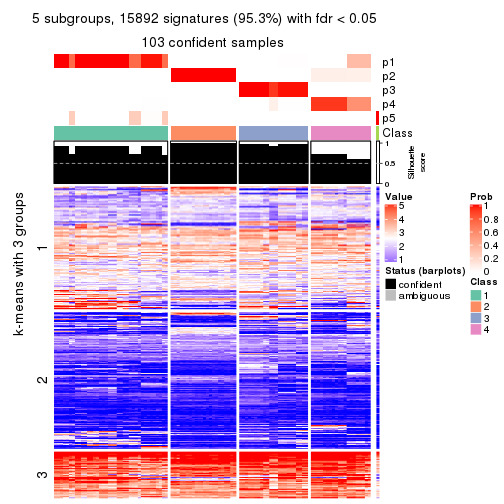 5 subgroups, 15892 signatures (95.3%) with fdr < 0.05
103 confident samples
p1
p2
p3
p4
p5
Class
1
0.5
0
Silhouette
score
k-means with 3 groups
1
2
3
Value
5
4
3
2
1
Status (barplots)
confident
ambiguous
Prob
1
0.8
0.6
0.4
0.2
0
Class
1
2
3
4